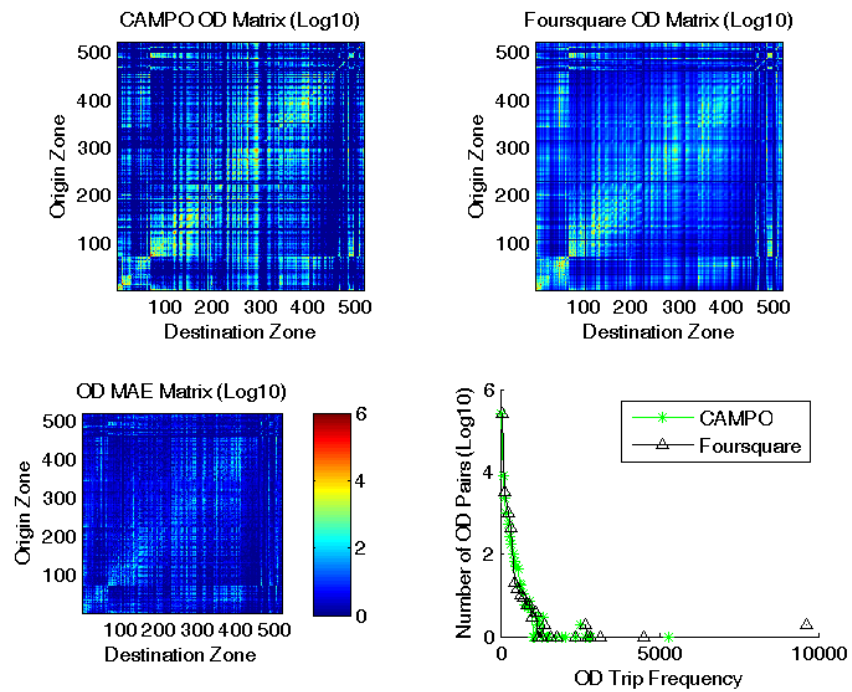 CAMPO OD Matrix (Log10)
500
400
300
200
100
Origin Zone
100 200 300 400 500
Destination Zone
Foursquare OD Matrix (Log10)
500
400
300
200
100
Origin Zone
100 200 300 400 500
Destination Zone
OD MAE Matrix (Log10)
500
400
300
200
100
Origin Zone
100 200 300 400 500
Destination Zone
6
4
2
0
6
4
2
0
Number of OD Pairs (Log10)
CAMPO
Foursquare
0 5000 10000
OD Trip Frequency